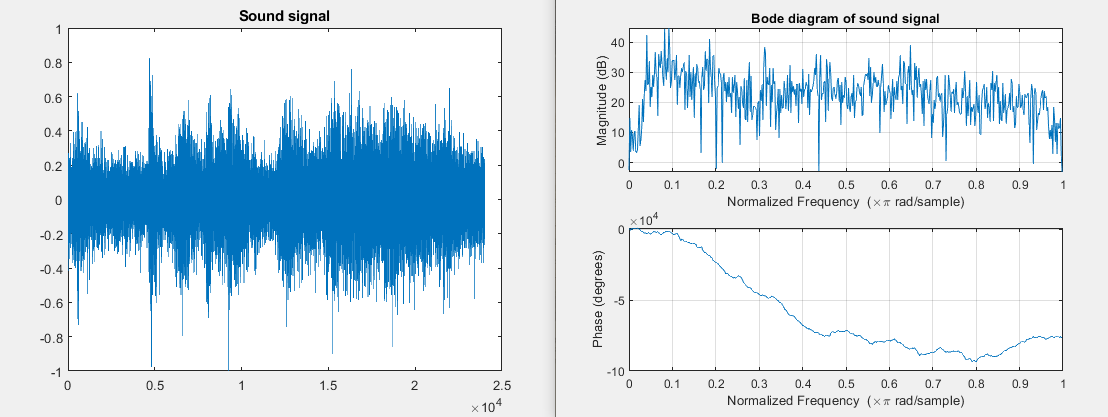 Sound signal
1
0.8
0.6
0.4
0.2
0
-0.2
-0.4
-0.6
-0.8
-1
0 0.5 1 1.5 2 2.5
×10⁴
Bode diagram of sound signal
Magnitude (dB)
40
30
20
10
0
0 0.1 0.2 0.3 0.4 0.5 0.6 0.7 0.8 0.9 1
Normalized Frequency (×π rad/sample)
×10⁴
Phase (degrees)
0
-5
-10
0 0.1 0.2 0.3 0.4 0.5 0.6 0.7 0.8 0.9 1
Normalized Frequency (×π rad/sample)